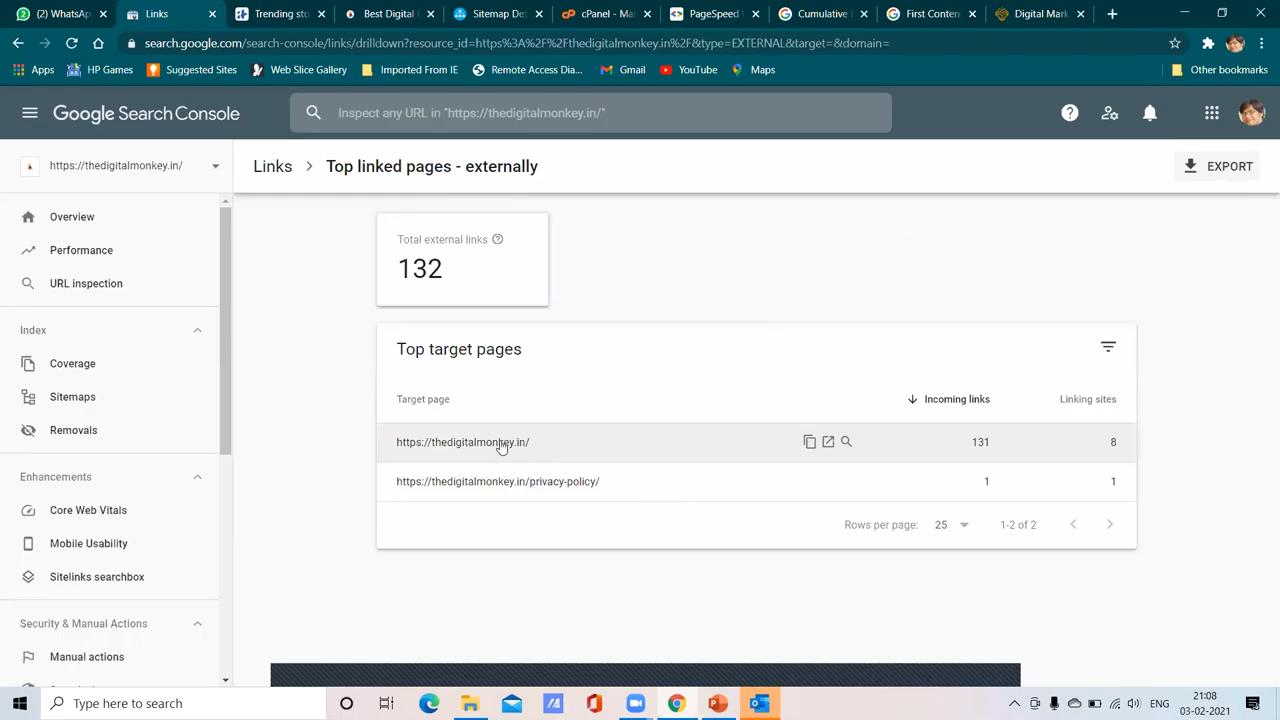 WhatsApp
Links
Trending sto
Best Digital
Sitemap De
cPanel - Ma
PageSpeed
Cumulative
First Conten
Digital Mark
search.google.com/search-console/links/drilldown?resource_id=https%3A%2F%2Fthedigitalmonkey.in%2F&type=EXTERNAL&target=&domain=
Apps
HP Games
Suggested Sites
Web Slice Gallery
Imported From IE
Remote Access Dia...
Gmail
YouTube
Maps
Other bookmarks
Google Search Console
Inspect any URL in "https://thedigitalmonkey.in/"
https://thedigitalmonkey.in/
Links > Top linked pages - externally
EXPORT
Overview
Performance
URL inspection
Index
Coverage
Sitemaps
Removals
Enhancements
Core Web Vitals
Mobile Usability
Sitelinks searchbox
Security & Manual Actions
Manual actions
Total external links
132
Top target pages
Target page Incoming links Linking sites
https://thedigitalmonkey.in/ 131 8
https://thedigitalmonkey.in/privacy-policy/ 1 1
Rows per page: 25 1-2 of 2
Type here to search
ENG
21:08
03-02-2021